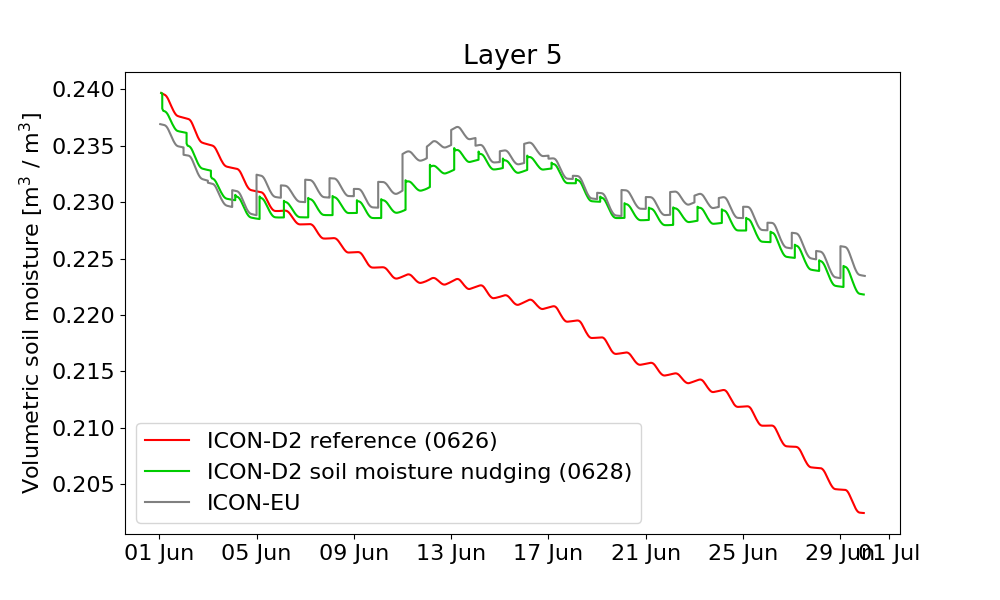 Layer 5
Volumetric soil moisture [m³ / m³]
0.240
0.235
0.230
0.225
0.220
0.215
0.210
0.205
ICON-D2 reference (0626)
ICON-D2 soil moisture nudging (0628)
ICON-EU
01 Jun 05 Jun 09 Jun 13 Jun 17 Jun 21 Jun 25 Jun 29 Jun 01 Jul